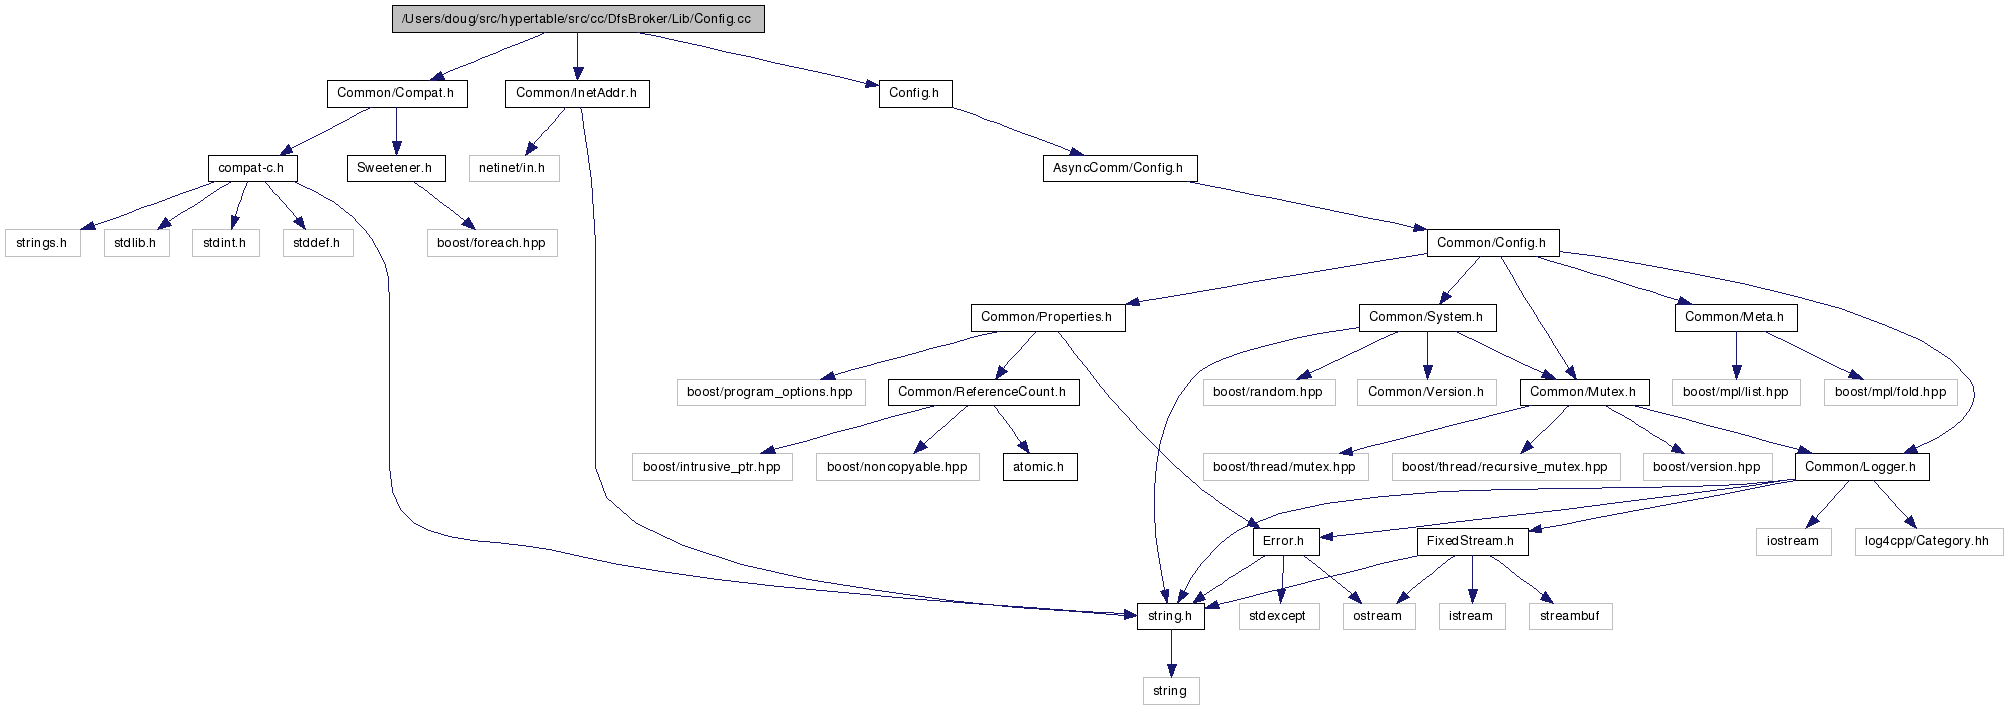 /Users/doug/src/hypertable/src/cc/DfsBroker/Lib/Config.cc
Common/Compat.h
Common/InetAddr.h
Config.h
compat-c.h
Sweetener.h
netinet/in.h
AsyncComm/Config.h
strings.h
stdlib.h
stdint.h
stddef.h
boost/foreach.hpp
Common/Config.h
Common/Properties.h
Common/System.h
Common/Meta.h
boost/program_options.hpp
Common/ReferenceCount.h
boost/random.hpp
Common/Version.h
Common/Mutex.h
boost/mpl/list.hpp
boost/mpl/fold.hpp
boost/intrusive_ptr.hpp
boost/noncopyable.hpp
atomic.h
boost/thread/mutex.hpp
boost/thread/recursive_mutex.hpp
boost/version.hpp
Common/Logger.h
Error.h
FixedStream.h
iostream
log4cpp/Category.hh
string.h
stdexcept
ostream
istream
streambuf
string